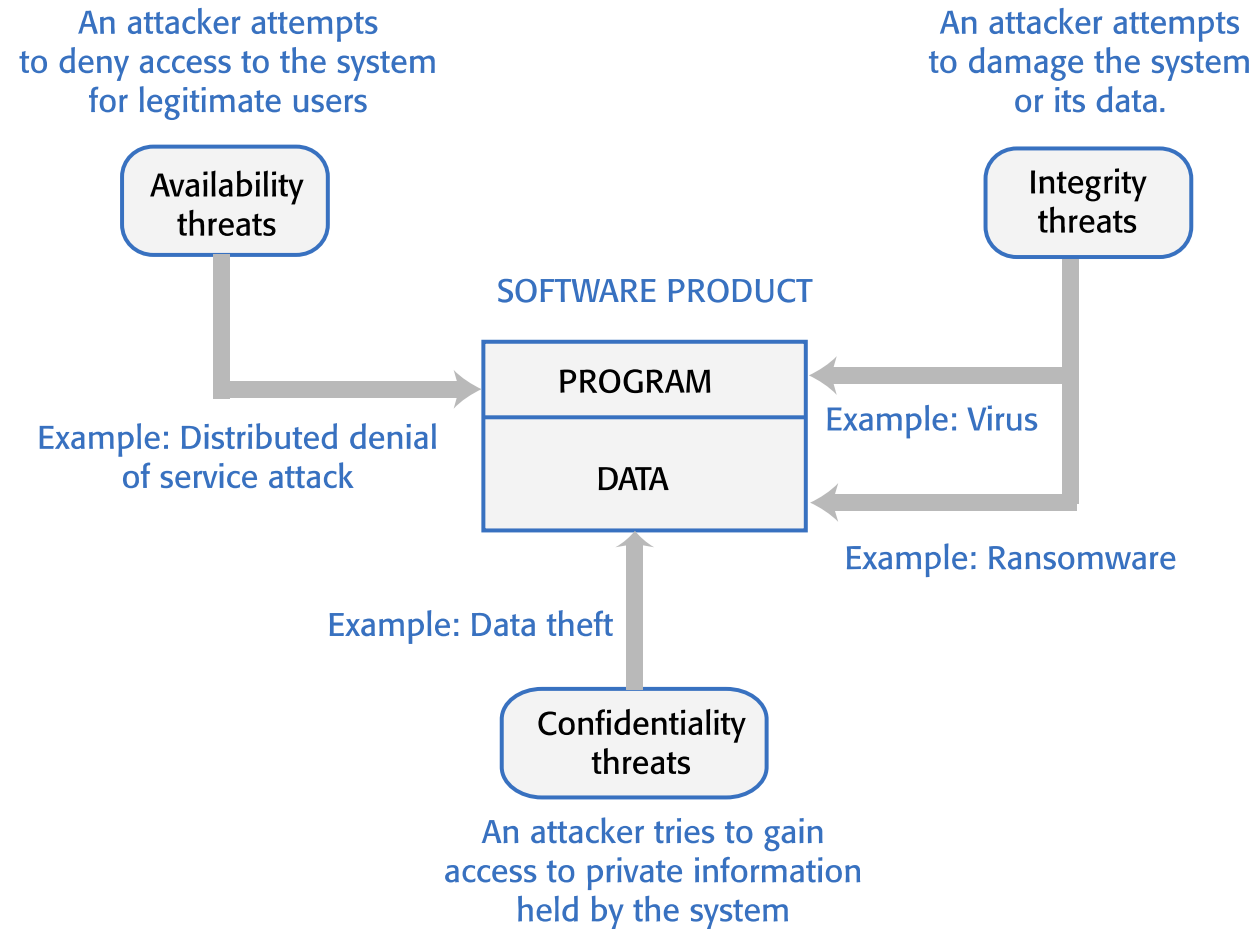 An attacker attempts
to deny access to the system
for legitimate users
Availability
threats
An attacker attempts
to damage the system
or its data.
Integrity
threats
SOFTWARE PRODUCT
PROGRAM
DATA
Example: Distributed denial
of service attack
Example: Virus
Example: Ransomware
Example: Data theft
Confidentiality
threats
An attacker tries to gain
access to private information
held by the system